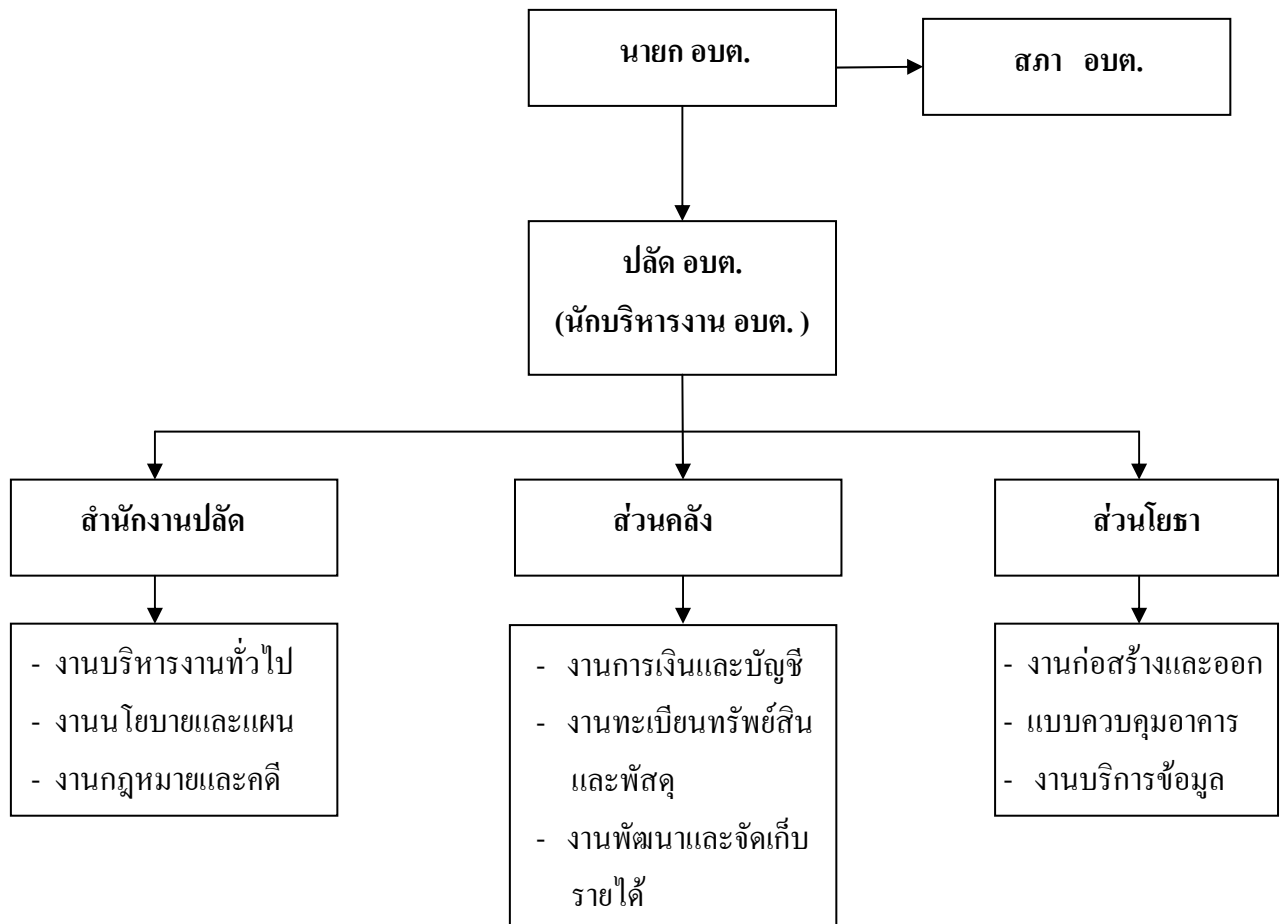 นายก อบต.
สภา อบต.
ปลัด อบต.
(นักบริหารงาน อบต. )
สำนักงานปลัด
- งานบริหารงานทั่วไป
- งานนโยบายและแผน
- งานกฎหมายและคดี
ส่วนคลัง
- งานการเงินและบัญชี
- งานทะเบียนทรัพย์สิน
และพัสดุ
- งานพัฒนาและจัดเก็บ
รายได้
ส่วนโยธา
- งานก่อสร้างและออก
- แบบควบคุมอาคาร
- งานบริการข้อมูล